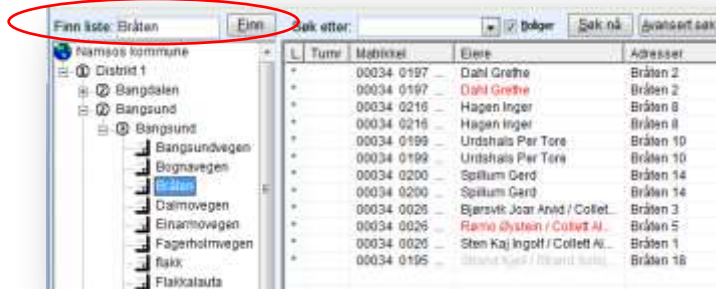 Finn liste: Bråten Finn Søk etter: Boliger Søk nå Avansert søk
Namsos kommune
Distrikt 1
Bangdalen
Bangsund
Bangsund
Bangsundvegen
Bognavegen
Bråten
Dalmovegen
Einarmovegen
Fagerholmvegen
flakk
Flakkalauta
L Turnr Matrikkel Eiere Adresser
* 00034 0197 ... Dahl Grethe Bråten 2
* 00034 0197 ... Dahl Grethe Bråten 2
* 00034 0216 ... Hagen Inger Bråten 8
* 00034 0216 ... Hagen Inger Bråten 8
* 00034 0199 ... Urdshals Per Tore Bråten 10
* 00034 0199 ... Urdshals Per Tore Bråten 10
* 00034 0200 ... Spillum Gerd Bråten 14
* 00034 0200 ... Spillum Gerd Bråten 14
* 00034 0026 ... Bjørsvik Joar Arvid / Collet... Bråten 3
* 00034 0026 ... Rømo Øystein / Collett Al... Bråten 5
* 00034 0026 ... Sten Kaj Ingolf / Collett Al... Bråten 1
* 00034 0195 ... Bråten 18